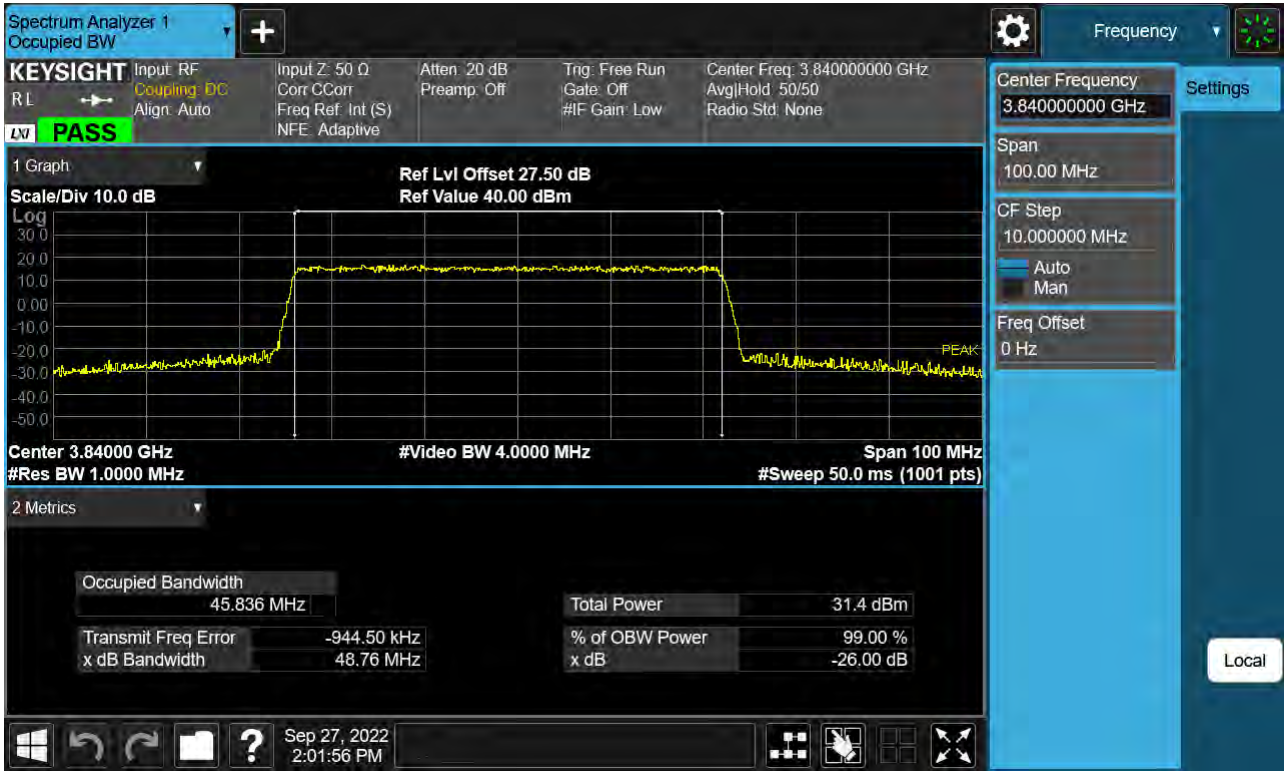 Spectrum Analyzer 1
Occupied BW
+
Frequency
KEYSIGHT
R L
LXI PASS
Input: RF
Coupling: DC
Align: Auto
Input Z: 50 Ω
Corr CCorr
Freq Ref: Int (S)
NFE: Adaptive
Atten: 20 dB
Preamp: Off
Trig: Free Run
Gate: Off
#IF Gain: Low
Center Freq: 3.840000000 GHz
Avg|Hold: 50/50
Radio Std: None
Center Frequency
3.840000000 GHz
Settings
Span
100.00 MHz
CF Step
10.000000 MHz
Auto
Man
Freq Offset
0 Hz
Local
1 Graph
Scale/Div 10.0 dB
Ref Lvl Offset 27.50 dB
Ref Value 40.00 dBm
Log
30.0
20.0
10.0
0.00
-10.0
-20.0
-30.0
-40.0
-50.0
PEAK
Center 3.84000 GHz
#Res BW 1.0000 MHz
#Video BW 4.0000 MHz
Span 100 MHz
#Sweep 50.0 ms (1001 pts)
2 Metrics
Occupied Bandwidth
45.836 MHz
Transmit Freq Error -944.50 kHz
x dB Bandwidth 48.76 MHz
Total Power 31.4 dBm
% of OBW Power 99.00 %
x dB -26.00 dB
?
Sep 27, 2022
2:01:56 PM